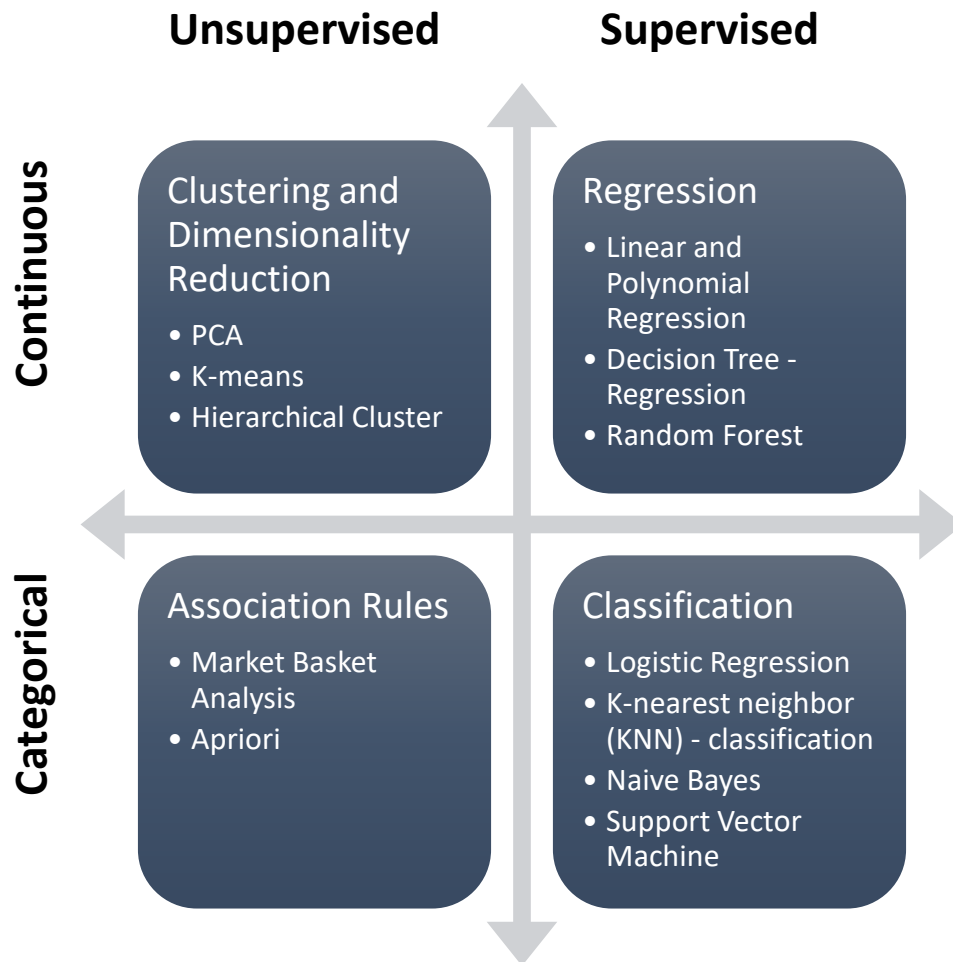 Unsupervised
Supervised
Continuous
Clustering and
Dimensionality
Reduction
• PCA
• K-means
• Hierarchical Cluster
Regression
• Linear and
Polynomial
Regression
• Decision Tree -
Regression
• Random Forest
Categorical
Association Rules
• Market Basket
Analysis
• Apriori
Classification
• Logistic Regression
• K-nearest neighbor
(KNN) - classification
• Naive Bayes
• Support Vector
Machine